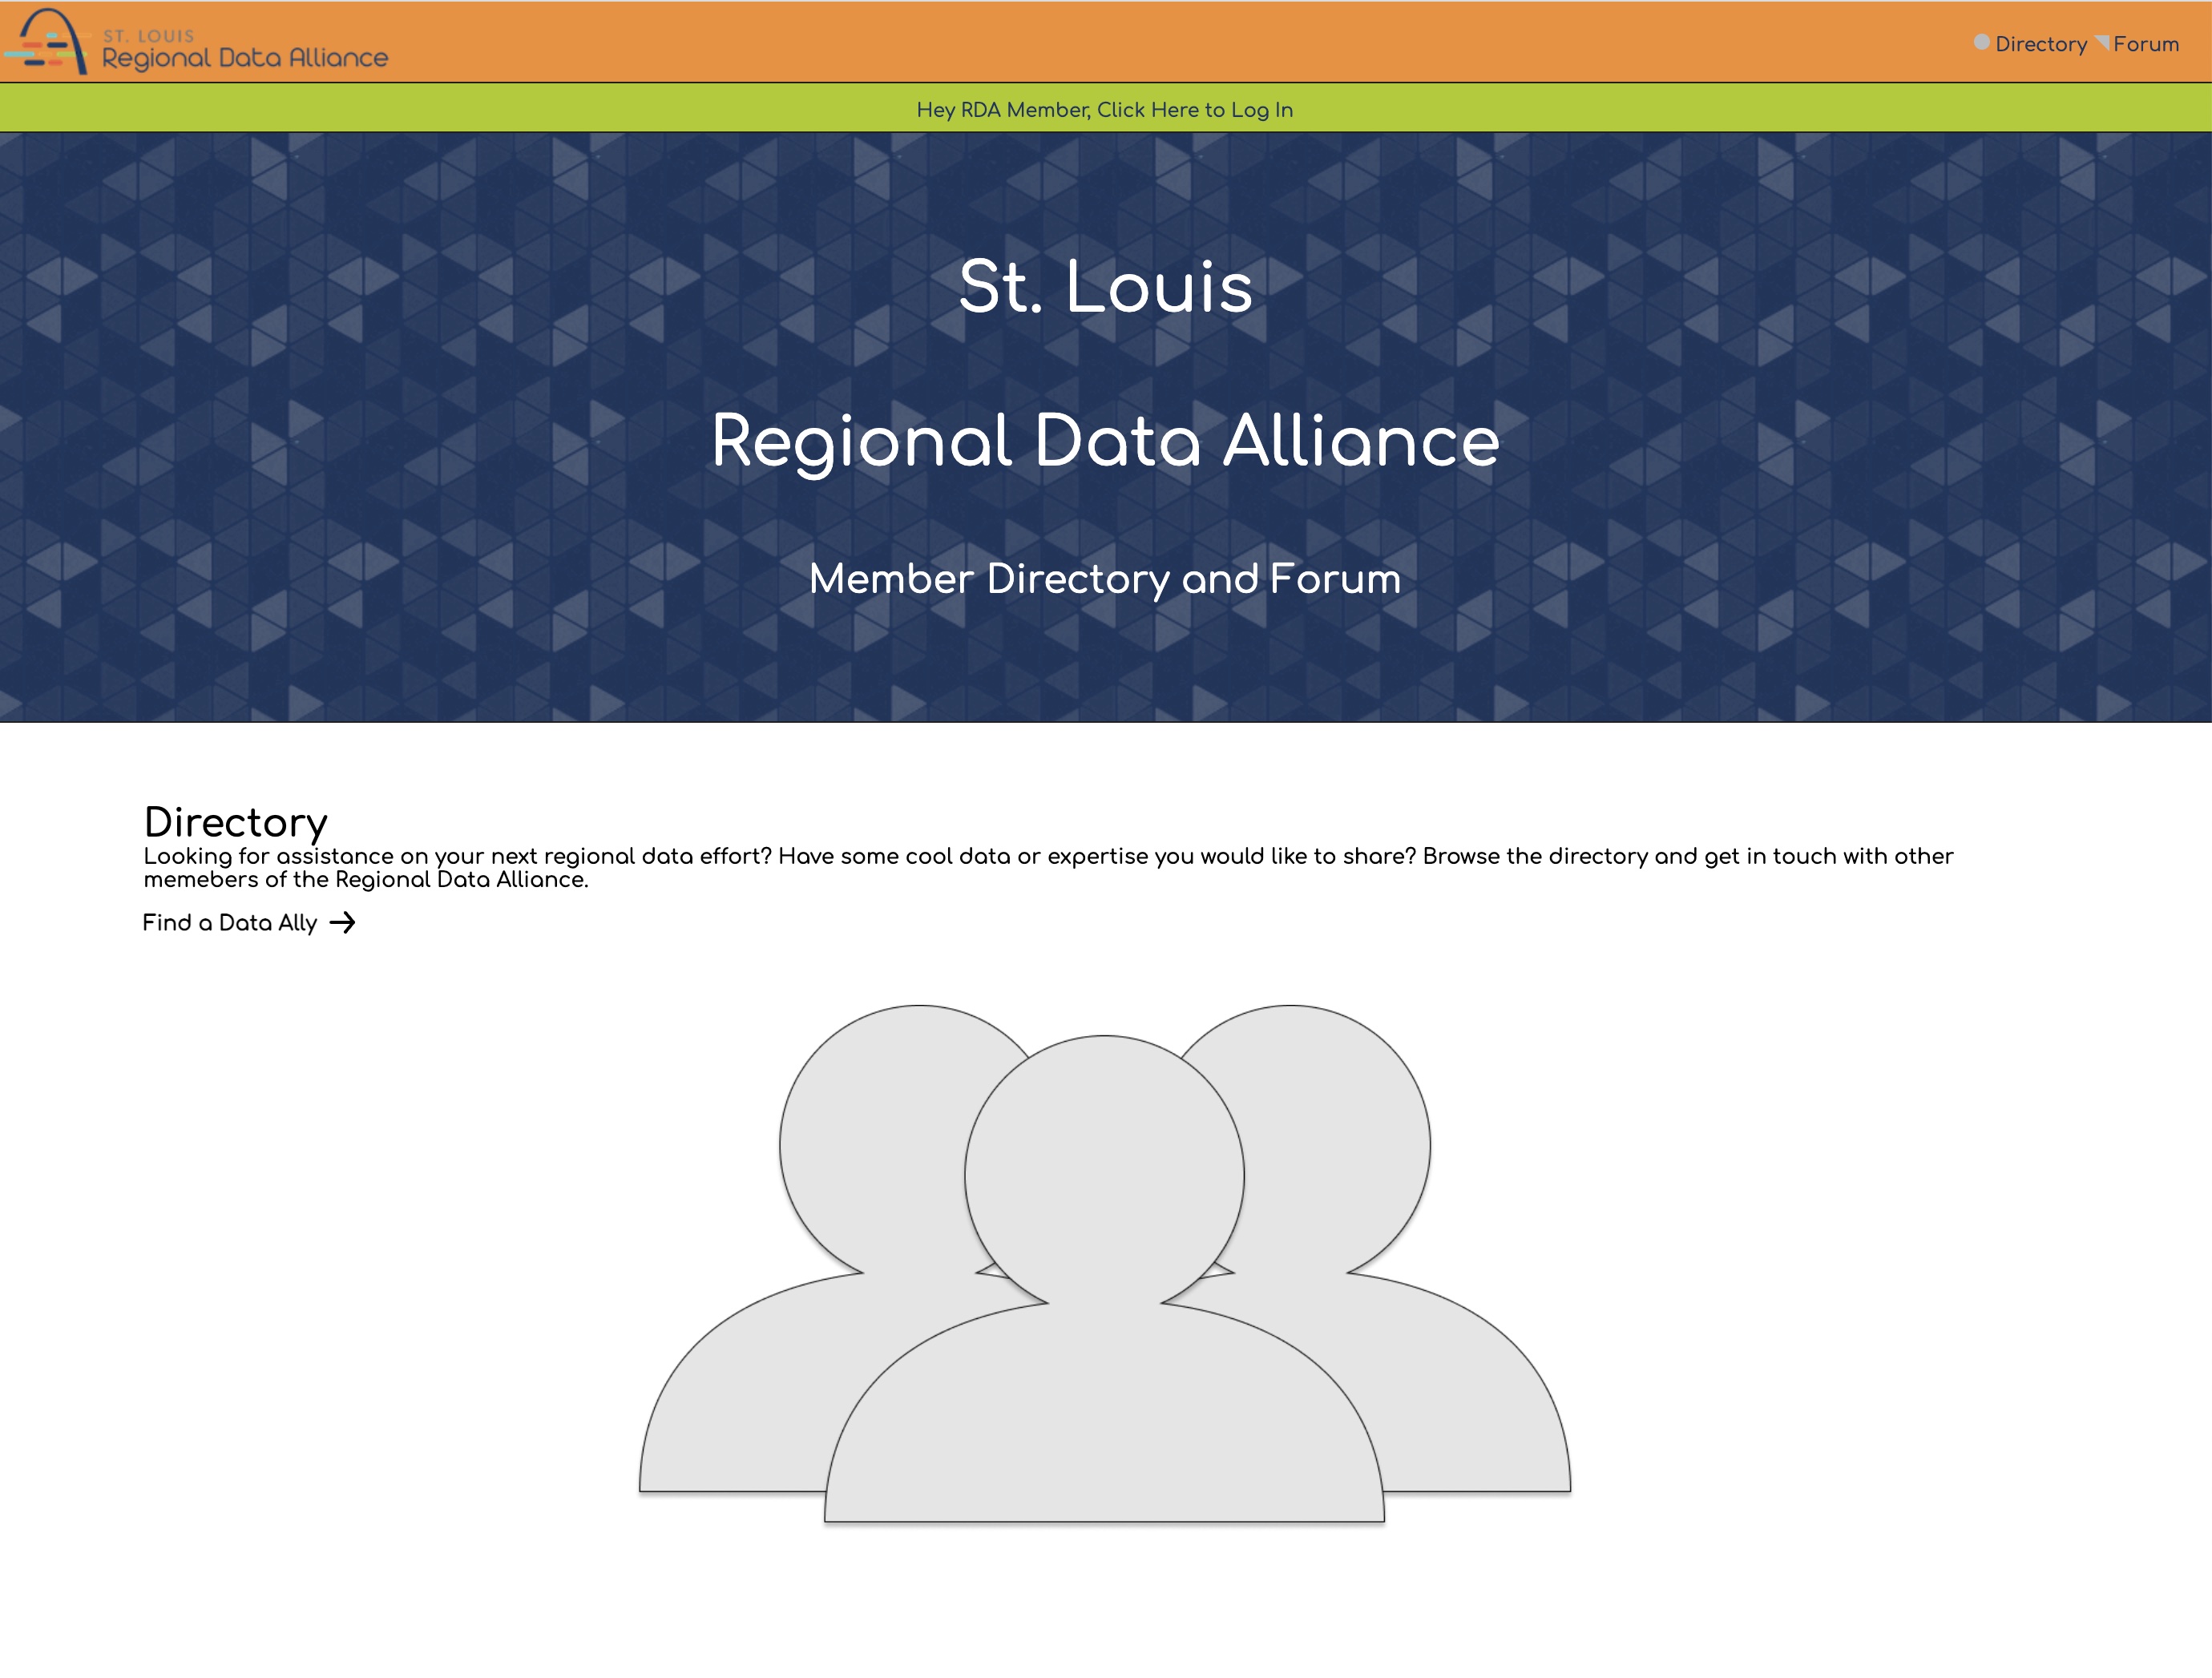 ST. LOUIS
Regional Data Alliance
Directory
Forum
Hey RDA Member, Click Here to Log In
St. Louis
Regional Data Alliance
Member Directory and Forum
Directory
Looking for assistance on your next regional data effort? Have some cool data or expertise you would like to share? Browse the directory and get in touch with other
memebers of the Regional Data Alliance.
Find a Data Ally →